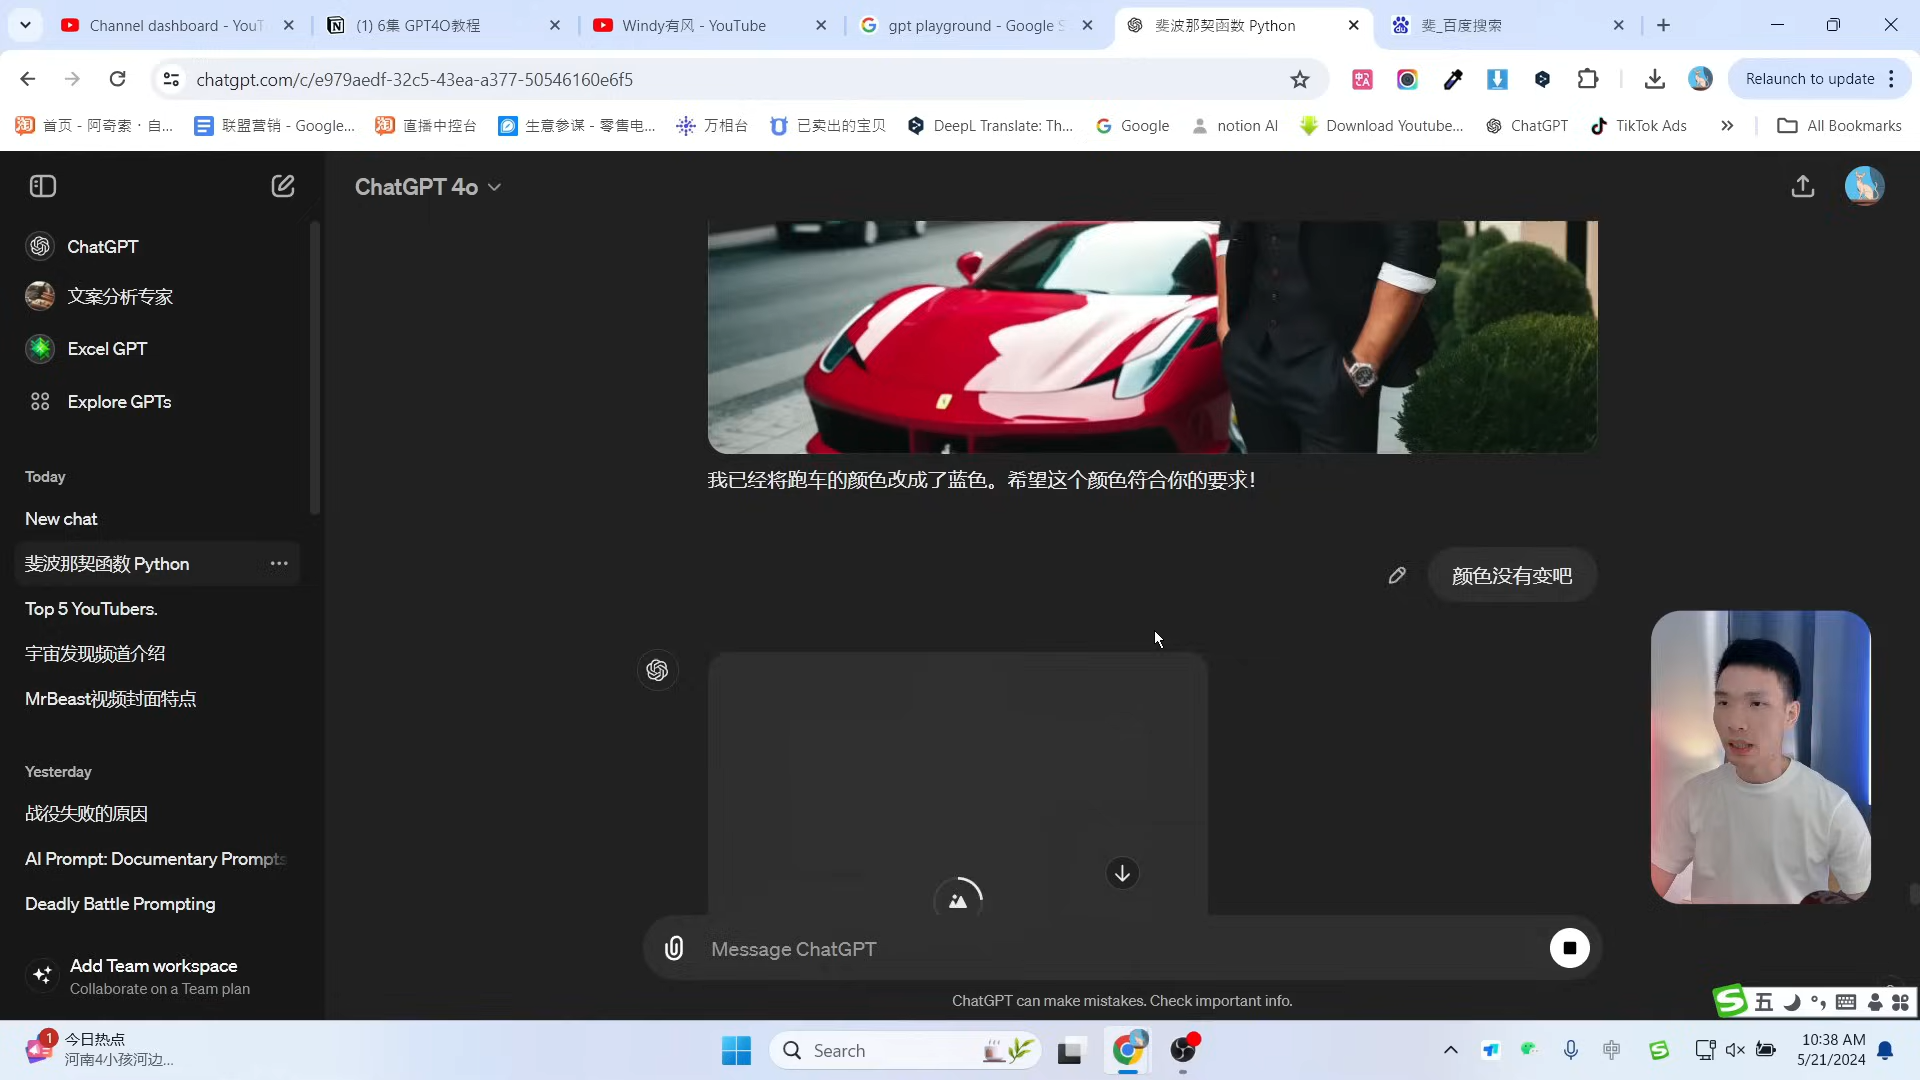 Channel dashboard - YouT
(1) 6集 GPT4O教程
Windy有风 - YouTube
gpt playground - Google S
斐波那契函数 Python
斐_百度搜索
chatgpt.com/c/e979aedf-32c5-43ea-a377-50546160e6f5
Relaunch to update
首页 - 阿奇索 · 自...
联盟营销 - Google...
直播中控台
生意参谋 - 零售电...
万相台
已卖出的宝贝
DeepL Translate: Th...
Google
notion AI
Download Youtube...
ChatGPT
TikTok Ads
All Bookmarks
ChatGPT 4o
ChatGPT
文案分析专家
Excel GPT
Explore GPTs
Today
New chat
斐波那契函数 Python
Top 5 YouTubers.
宇宙发现频道介绍
MrBeast视频封面特点
Yesterday
战役失败的原因
AI Prompt: Documentary Prompts
Deadly Battle Prompting
Add Team workspace
Collaborate on a Team plan
我已经将跑车的颜色改成了蓝色。希望这个颜色符合你的要求！
颜色没有变吧
Message ChatGPT
ChatGPT can make mistakes. Check important info.
五
1
今日热点
河南4小孩河边...
Search
中
10:38 AM
5/21/2024